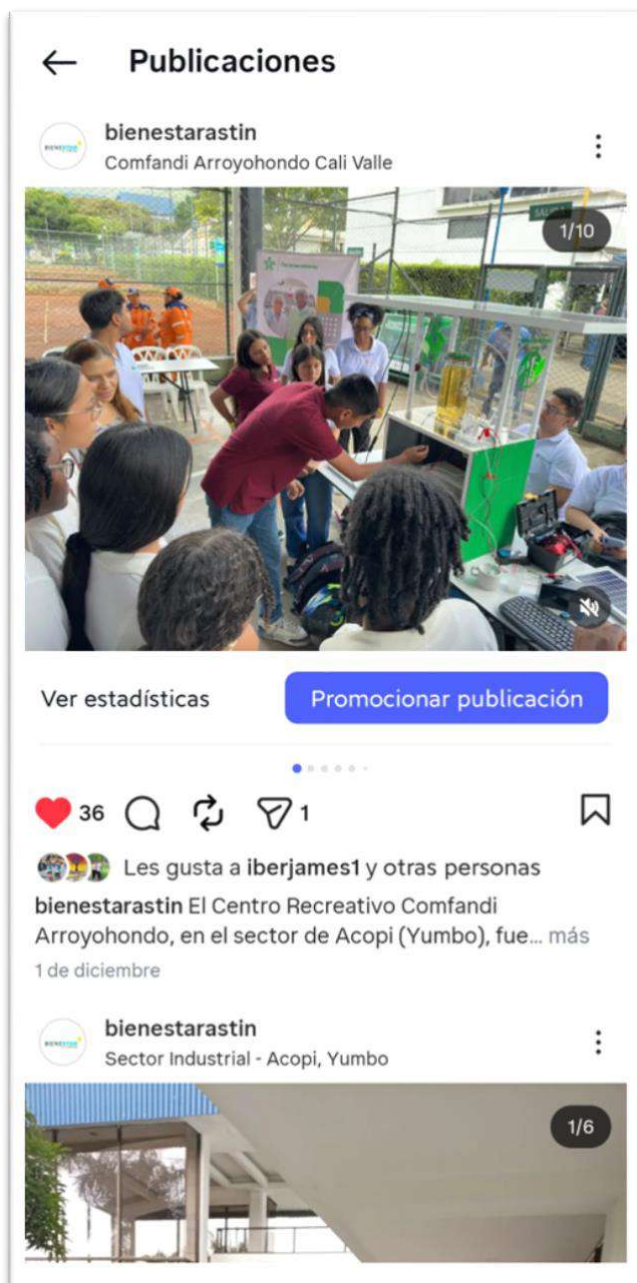 Publicaciones
bienestarastin
Comfandi Arroyohondo Cali Valle
SALIDA
1/10
Ver estadísticas
Promocionar publicación
36
1
Les gusta a iberjames1 y otras personas
bienestarastin El Centro Recreativo Comfandi
Arroyohondo, en el sector de Acopi (Yumbo), fue... más
1 de diciembre
bienestarastin
Sector Industrial - Acopi, Yumbo
1/6